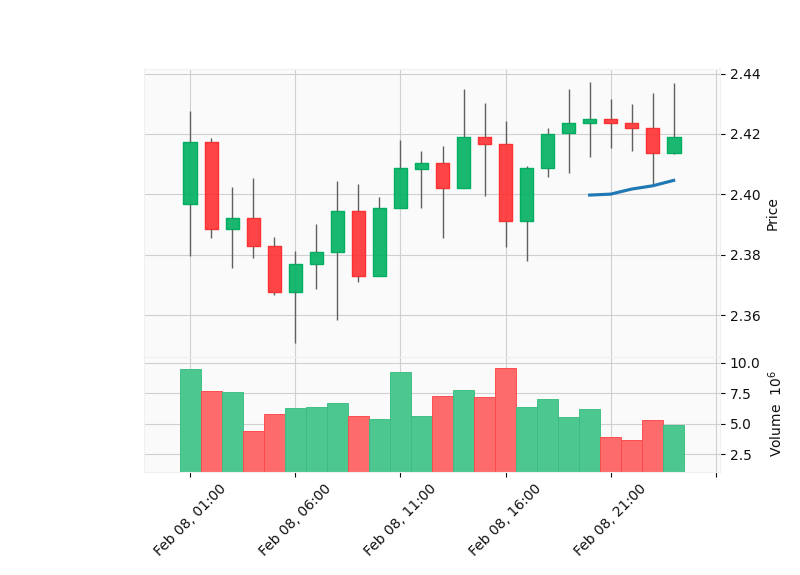 2.44
2.42
2.40
2.38
2.36
Price
10.0
7.5
5.0
2.5
Volume 10^6
Feb 08, 01:00
Feb 08, 06:00
Feb 08, 11:00
Feb 08, 16:00
Feb 08, 21:00